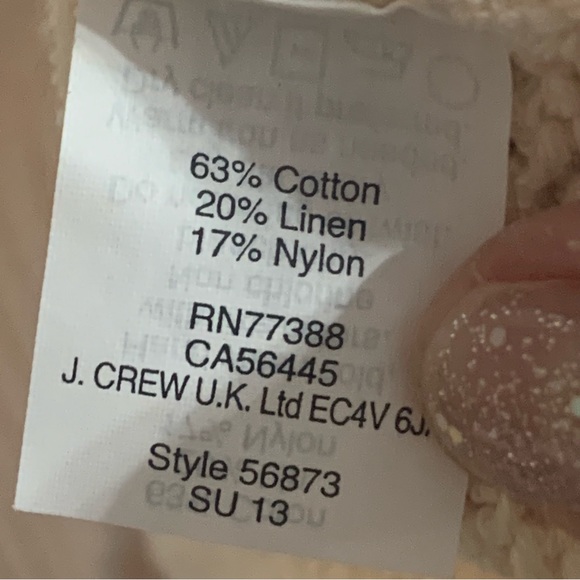 63% Cotton
20% Linen
17% Nylon
RN77388
CA56445
J. CREW U.K. Ltd EC4V
Style 56873
SU 13